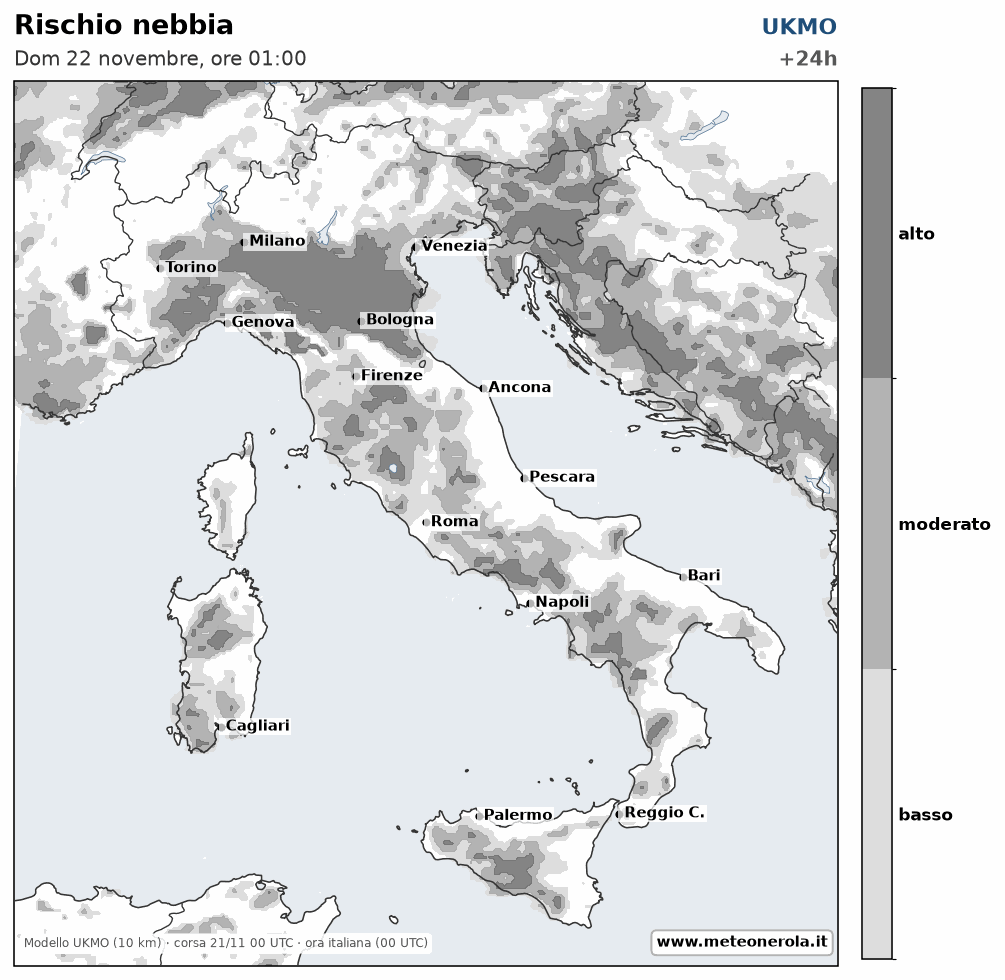 Rischio nebbia
UKMO
Dom 22 novembre, ore 01:00
+24h
alto
Milano
Venezia
Torino
Genova
Bologna
Firenze
Ancona
Pescara
Roma
moderato
Bari
Napoli
Cagliari
Palermo
Reggio C.
basso
Modello UKMO (10 km) · corsa 21/11 00 UTC · ora italiana (00 UTC)
www.meteonerola.it